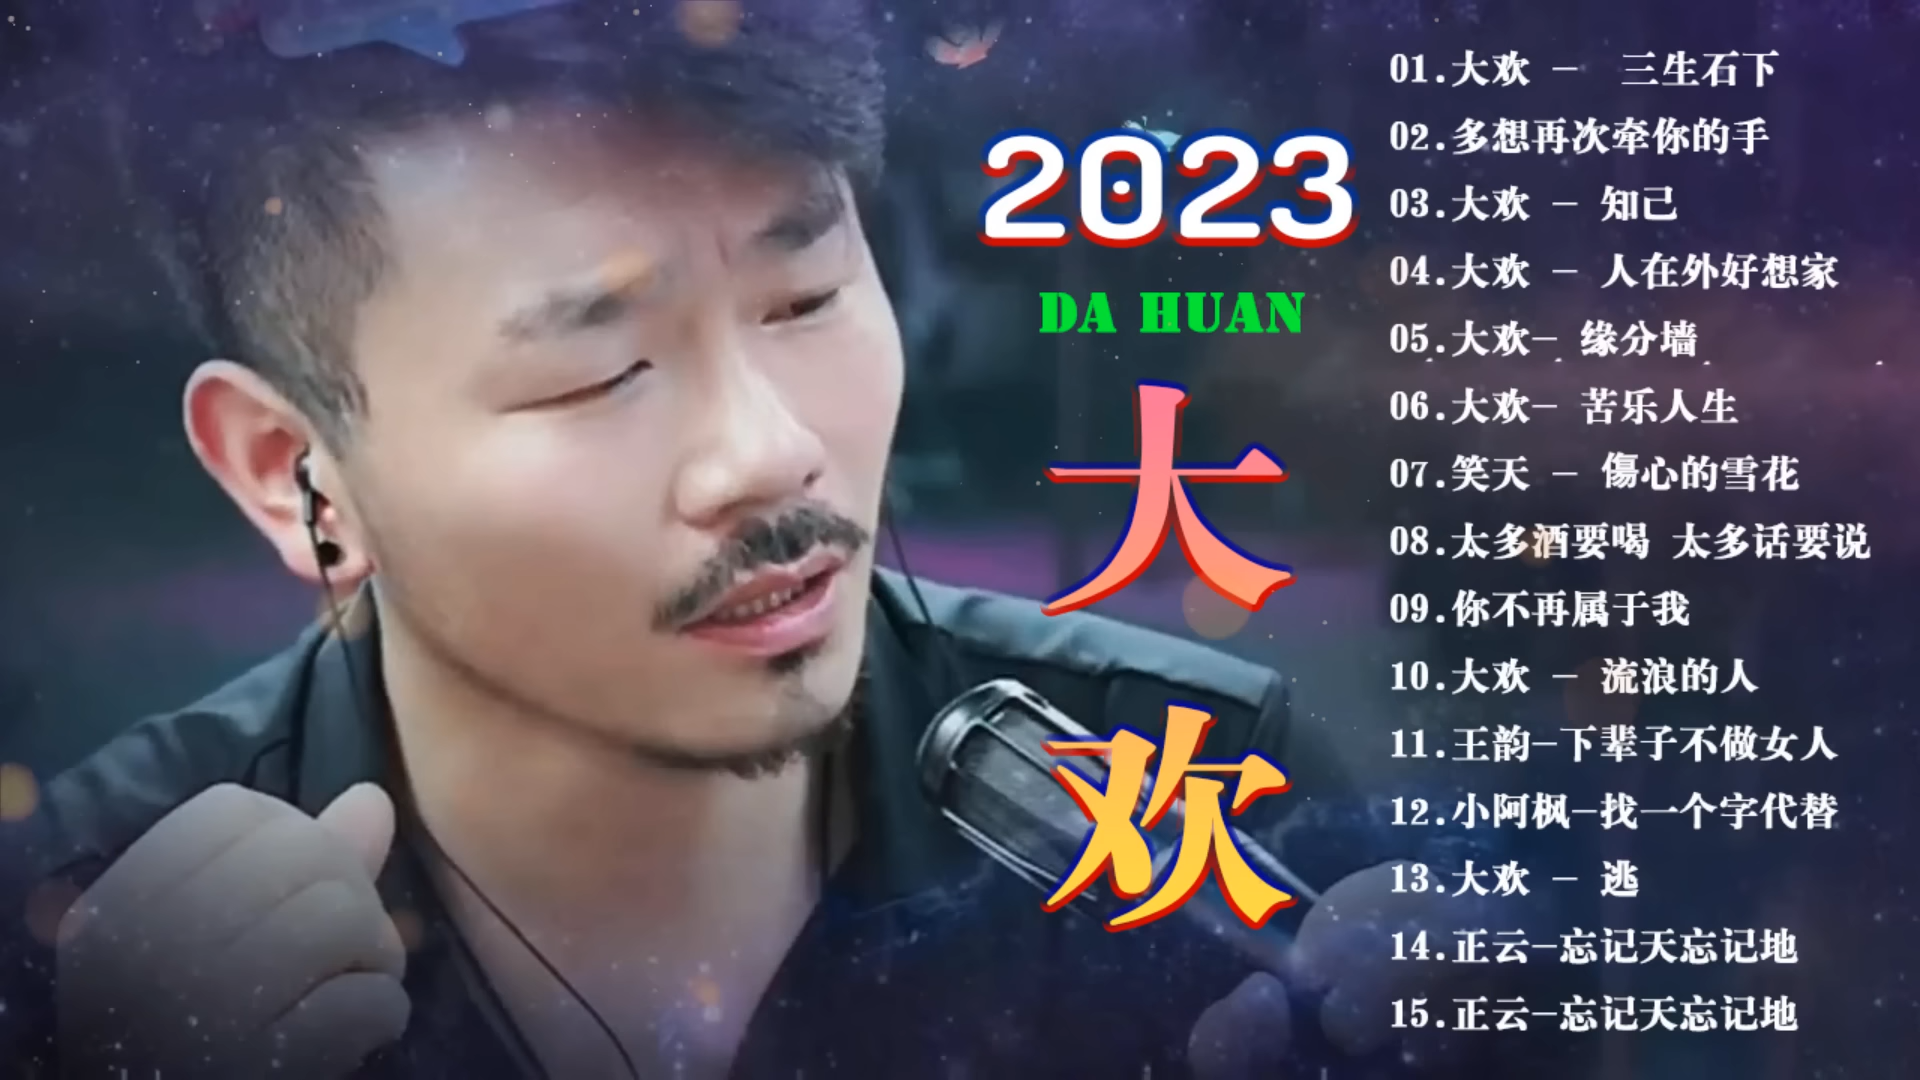 2023
DA HUAN
大
欢
01.大欢 – 三生石下
02.多想再次牵你的手
03.大欢 – 知己
04.大欢 – 人在外好想家
05.大欢– 缘分墙
06.大欢– 苦乐人生
07.笑天 – 傷心的雪花
08.太多酒要喝 太多话要说
09.你不再属于我
10.大欢 – 流浪的人
11.王韵–下辈子不做女人
12.小阿枫–找一个字代替
13.大欢 – 逃
14.正云–忘记天忘记地
15.正云–忘记天忘记地